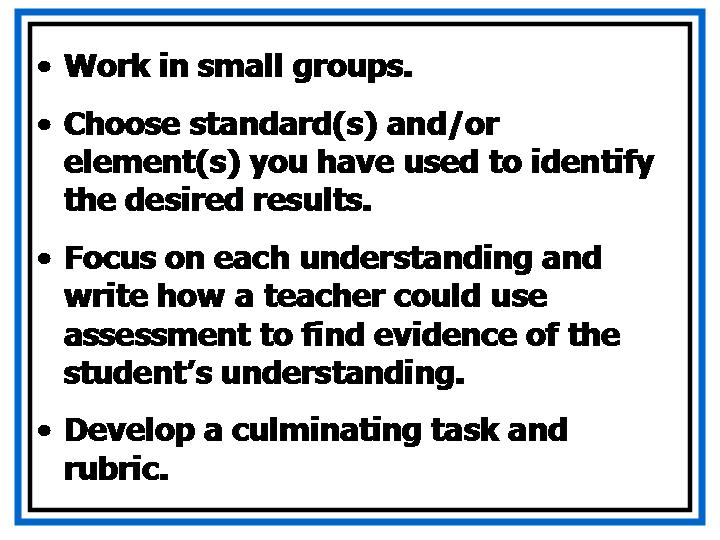 • Work in small groups.
• Choose standard(s) and/or
element(s) you have used to identify
the desired results.
• Focus on each understanding and
write how a teacher could use
assessment to find evidence of the
student’s understanding.
• Develop a culminating task and
rubric.